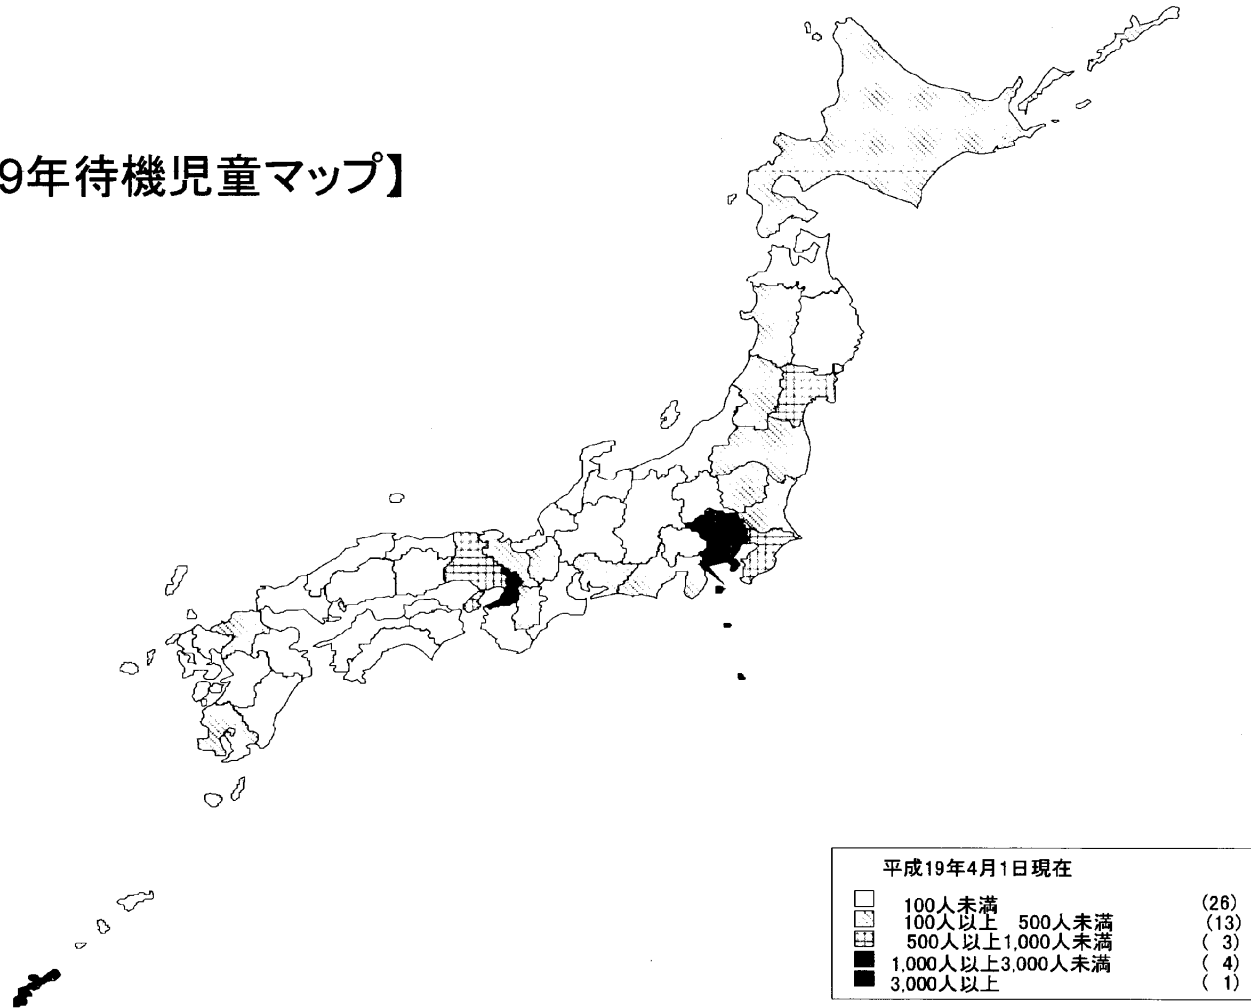 9年待機児童マップ】
平成19年4月1日現在
100人未満 (26)
100人以上 500人未満 (13)
500人以上1,000人未満 ( 3)
1,000人以上3,000人未満 ( 4)
3,000人以上 ( 1)